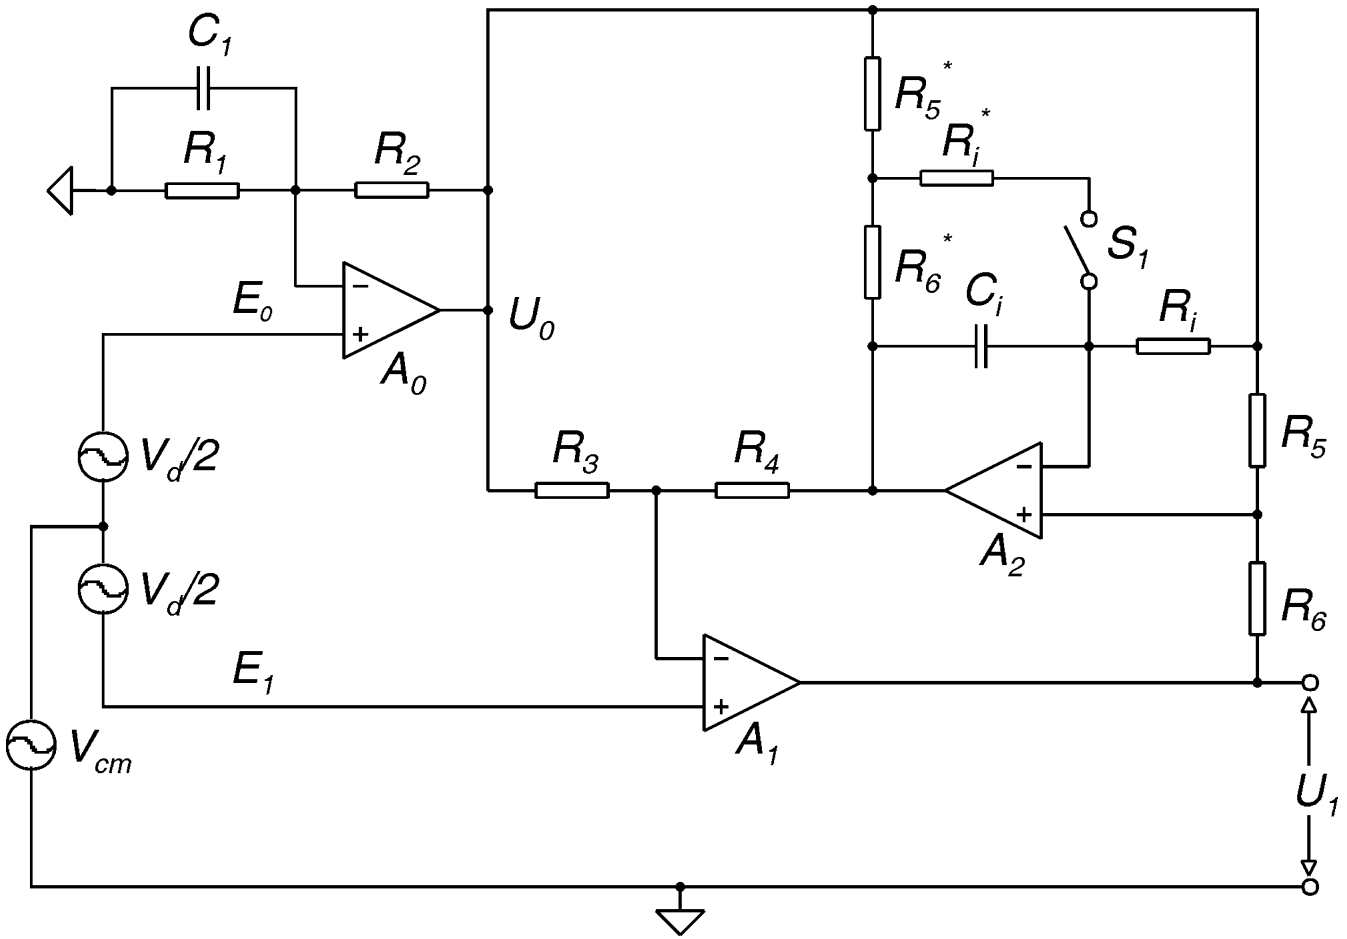 C1
R5*
R1
R2
Ri*
R6*
S1
E0
Ci
Ri
−
+
U0
A0
Vd/2
R3
R4
R5
−
+
A2
Vd/2
R6
E1
−
+
A1
Vcm
U1